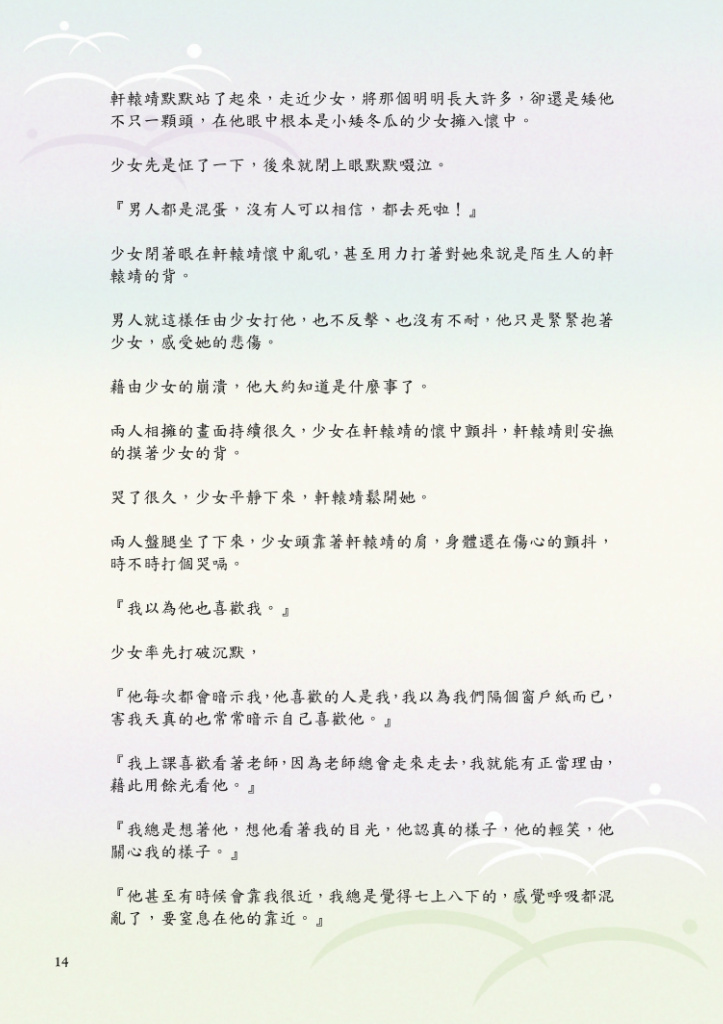 軒轅靖默默站了起來，走近少女，將那個明明長大許多，卻還是矮他
不只一顆頭，在他眼中根本是小矮冬瓜的少女擁入懷中。
少女先是怔了一下，後來就閉上眼默默啜泣。
『男人都是混蛋，沒有人可以相信，都去死啦！』
少女閉著眼在軒轅靖懷中亂吼，甚至用力打著對她來說是陌生人的軒
轅靖的背。
男人就這樣任由少女打他，也不反擊、也沒有不耐，他只是緊緊抱著
少女，感受她的悲傷。
藉由少女的崩潰，他大約知道是什麼事了。
兩人相擁的畫面持續很久，少女在軒轅靖的懷中顫抖，軒轅靖則安撫
的摸著少女的背。
哭了很久，少女平靜下來，軒轅靖鬆開她。
兩人盤腿坐了下來，少女頭靠著軒轅靖的肩，身體還在傷心的顫抖，
時不時打個哭嗝。
『我以為他也喜歡我。』
少女率先打破沉默，
『他每次都會暗示我，他喜歡的人是我，我以為我們隔個窗戶紙而已，
害我天真的也常常暗示自己喜歡他。』
『我上課喜歡看著老師，因為老師總會走來走去，我就能有正當理由，
藉此用餘光看他。』
『我總是想著他，想他看著我的目光，他認真的樣子，他的輕笑，他
關心我的樣子。』
『他甚至有時候會靠我很近，我總是覺得七上八下的，感覺呼吸都混
亂了，要窒息在他的靠近。』
14